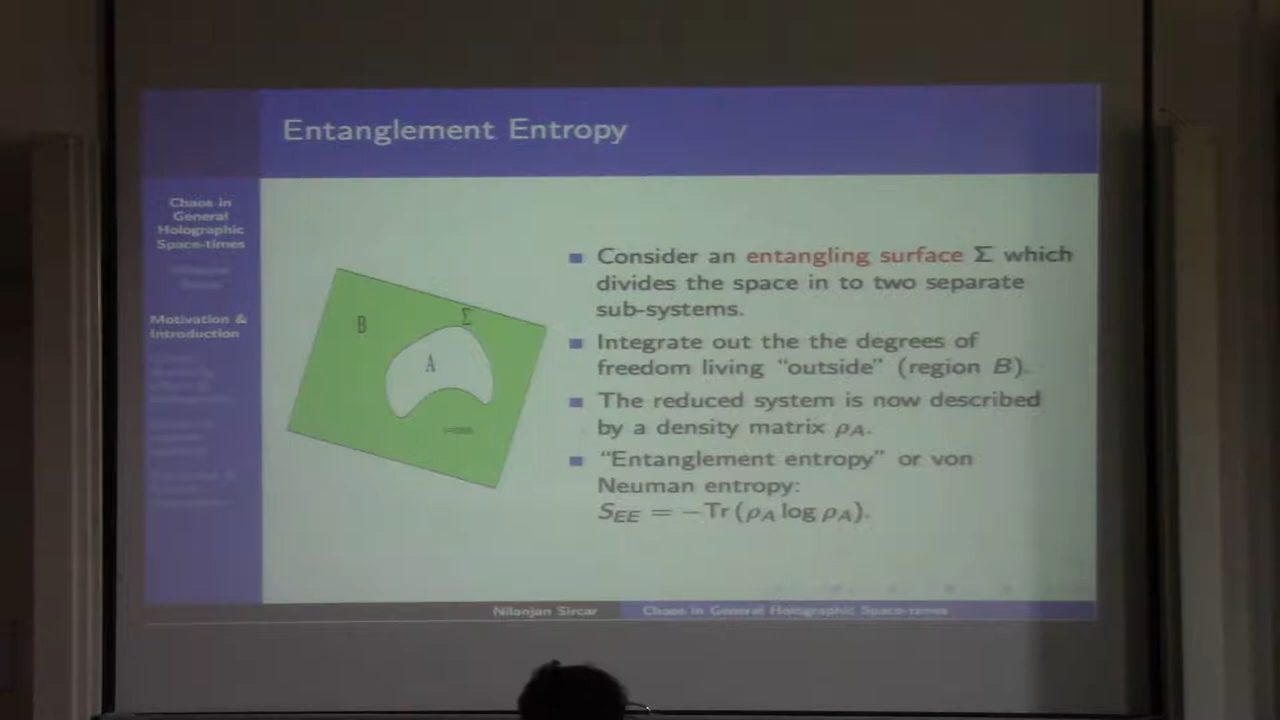 Entanglement Entropy
Chaos in
General
Holographic
Space-times
Motivation &
Introduction
B
Σ
A
Consider an entangling surface Σ which
divides the space in to two separate
sub-systems.
Integrate out the the degrees of
freedom living "outside" (region B).
The reduced system is now described
by a density matrix ρA.
"Entanglement entropy" or von
Neuman entropy:
SEE = −Tr(ρA log ρA).
Nilanjan Sircar
Chaos in General Holographic Space-times